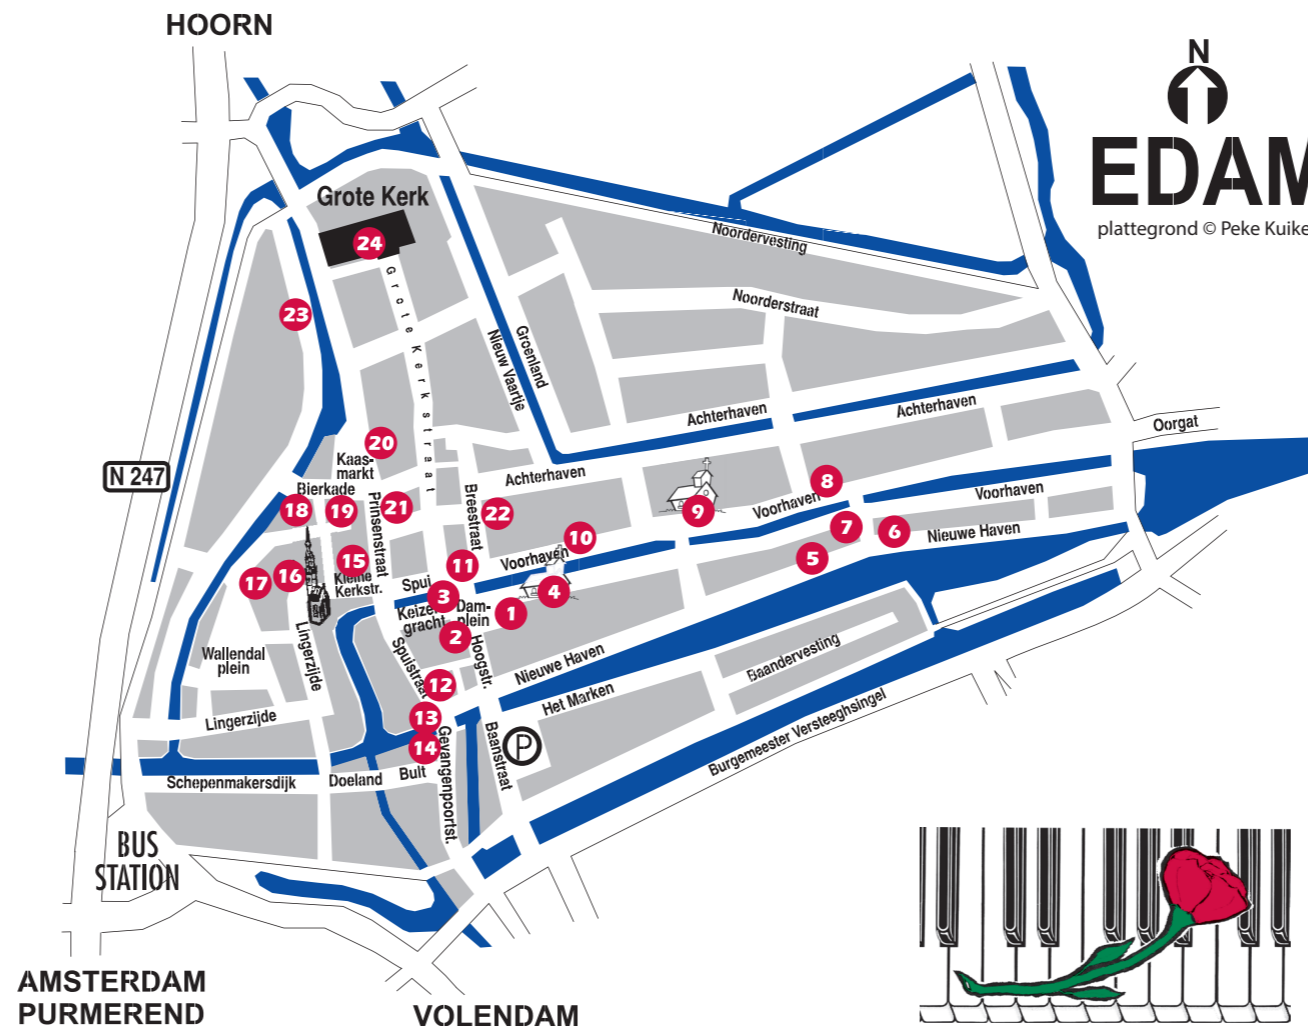 HOORN
N
EDAM
plattegrond © Peke Kuike
Grote Kerk
24
Noordervesting
Grote Kerkstraat
23
Noorderstraat
Groenland
Nieuw Vaartje
Achterhaven
Achterhaven
Oorgat
20
Kaas-
markt
N 247
Bierkade
Achterhaven
18
19
Prinsenstraat
21
Breestraat
22
9
Voorhaven
8
Voorhaven
7
6
Nieuwe Haven
10
Voorhaven
5
15
11
17
16
Kleine
Kerkstr.
Spui
3
4
Keizer
gracht
Dam-
plein
1
2
Hoogstr.
Wallendal
plein
Lingerzijde
Spuistraat
Nieuwe Haven
Baandervesting
12
Het Marken
Lingerzijde
13
14
Gevangenpoortst.
Baanstraat
P
Burgemeester Versteeghsingel
Schepenmakersdijk
Doeland
Bult
BUS
STATION
AMSTERDAM
PURMEREND
VOLENDAM